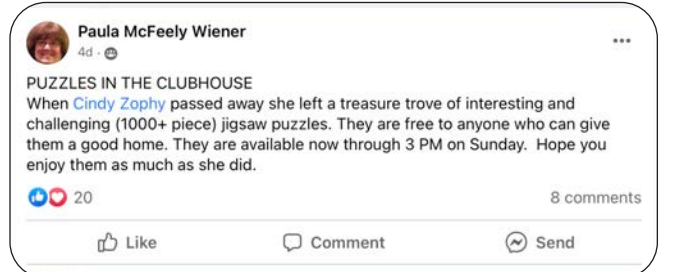 Paula McFeely Wiener
4d ·
PUZZLES IN THE CLUBHOUSE
When Cindy Zophy passed away she left a treasure trove of interesting and
challenging (1000+ piece) jigsaw puzzles. They are free to anyone who can give
them a good home. They are available now through 3 PM on Sunday.  Hope you
enjoy them as much as she did.
20 8 comments
Like Comment Send